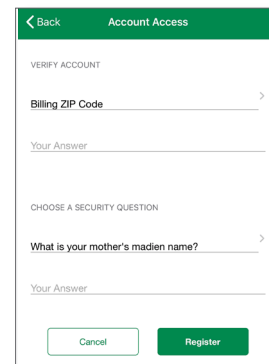 Back Account Access
VERIFY ACCOUNT
Billing ZIP Code
Your Answer
CHOOSE A SECURITY QUESTION
What is your mother's madien name?
Your Answer
Cancel Register